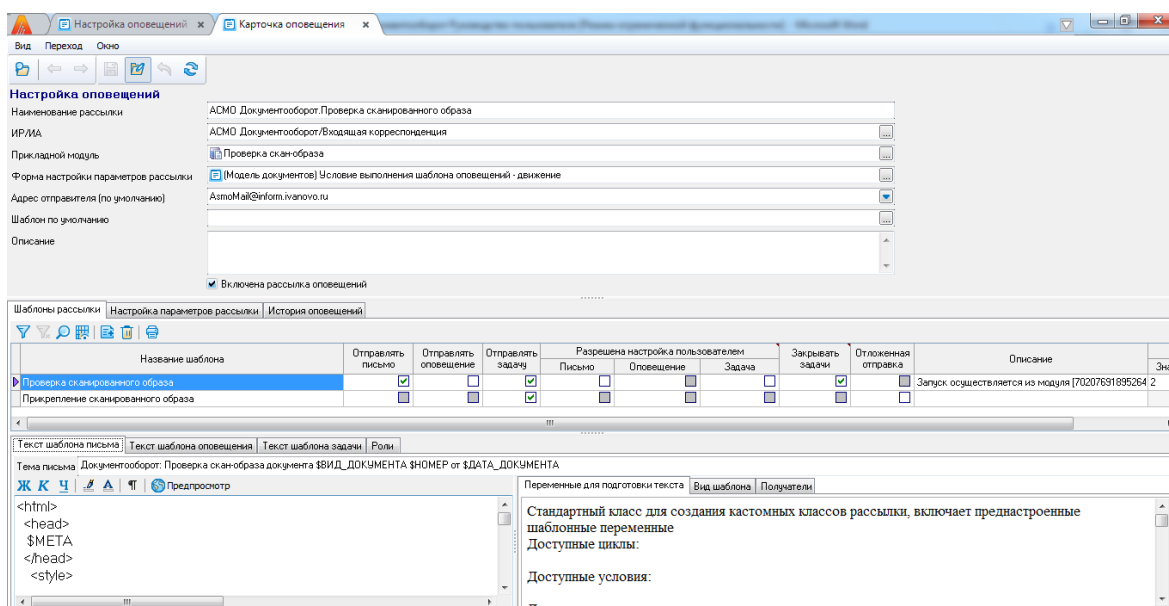 Настройка оповещений
Карточка оповещения
Вид Переход Окно
Настройка оповещений
Наименование рассылки АСМО Документооборот.Проверка сканированного образа
ИР/ИА АСМО Документооборот/Входящая корреспонденция
Прикладной модуль Проверка скан-образа
Форма настройки параметров рассылки (Модель документов) Условие выполнения шаблона оповещений - движение
Адрес отправителя (по умолчанию) AsmoMail@inform.ivanovo.ru
Шаблон по умолчанию
Описание
Включена рассылка оповещений
Шаблоны рассылки Настройка параметров рассылки История оповещений
Название шаблона Отправлять письмо Отправлять оповещение Отправлять задачу Разрешена настройка пользователем Закрывать задачи Отложенная отправка Описание
Письмо Оповещение Задача
Проверка сканированного образа Запуск осуществляется из модуля [70207691895264 2
Прикрепление сканированного образа
Текст шаблона письма Текст шаблона оповещения Текст шаблона задачи Роли
Тема письма Документооборот: Проверка скан-образа документа $ВИД_ДОКУМЕНТА $НОМЕР от $ДАТА_ДОКУМЕНТА
Ж К Ч А ¶ Предпросмотр
Переменные для подготовки текста Вид шаблона Получатели
<html>
<head>
$META
</head>
<style>
Стандартный класс для создания кастомных классов рассылки, включает преднастроенные
шаблонные переменные
Доступные циклы:
Доступные условия: